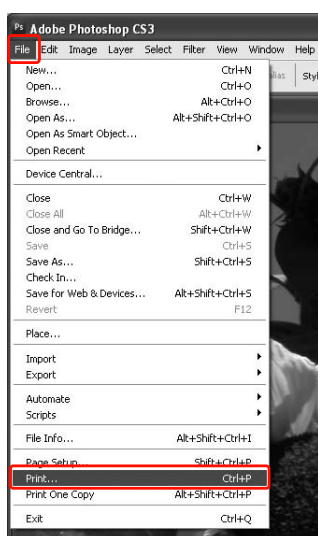 Ps Adobe Photoshop CS3
File Edit Image Layer Select Filter View Window Help
New... Ctrl+N
Open... Ctrl+O
Browse... Alt+Ctrl+O
Open As... Alt+Shift+Ctrl+O
Open As Smart Object...
Open Recent
Device Central...
Close Ctrl+W
Close All Alt+Ctrl+W
Close and Go To Bridge... Shift+Ctrl+W
Save Ctrl+S
Save As... Shift+Ctrl+S
Check In...
Save for Web & Devices... Alt+Shift+Ctrl+S
Revert F12
Place...
Import
Export
Automate
Scripts
File Info... Alt+Shift+Ctrl+I
Page Setup... Shift+Ctrl+P
Print... Ctrl+P
Print One Copy Alt+Shift+Ctrl+P
Exit Ctrl+Q